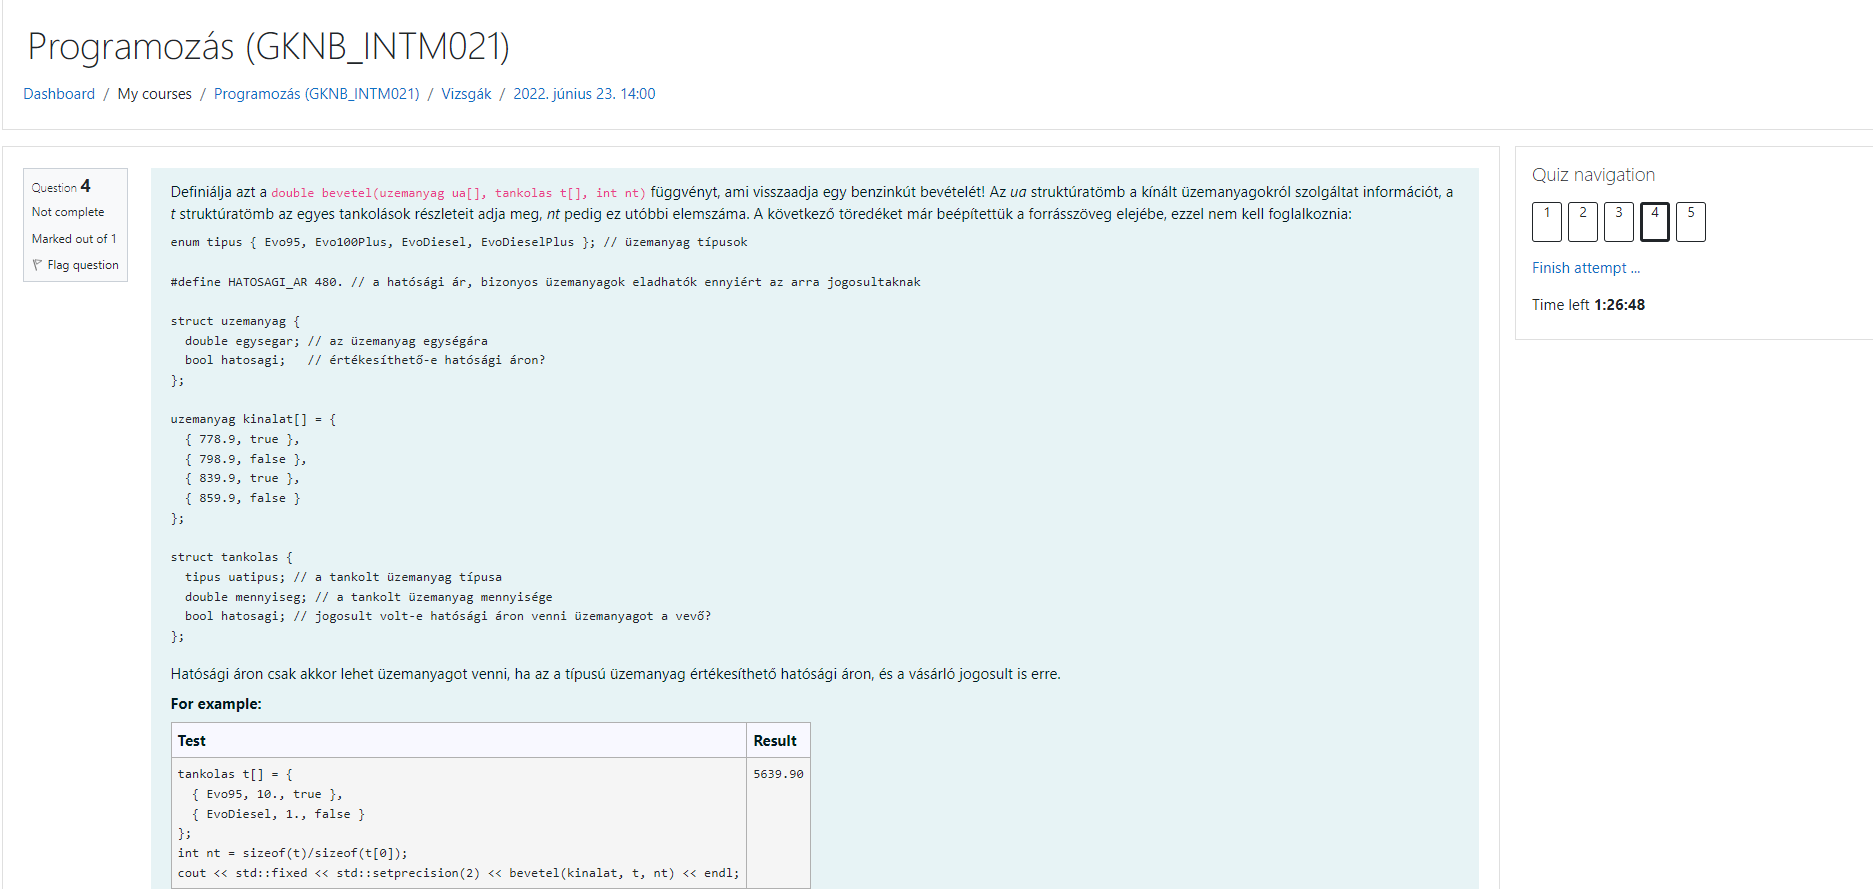 Programozás (GKNB_INTM021)
Dashboard / My courses / Programozás (GKNB_INTM021) / Vizsgák / 2022. június 23. 14:00
Question 4
Not complete
Marked out of 1
Flag question
Definiálja azt a double bevetel(uzemanyag ua[], tankolas t[], int nt) függvényt, ami visszaadja egy benzinkút bevételét! Az ua struktúratömb a kínált üzemanyagokról szolgáltat információt, a
t struktúratömb az egyes tankolások részleteit adja meg, nt pedig ez utóbbi elemszáma. A következő töredéket már beépítettük a forrásszöveg elejébe, ezzel nem kell foglalkoznia:
enum tipus { Evo95, Evo100Plus, EvoDiesel, EvoDieselPlus }; // üzemanyag típusok
#define HATOSAGI_AR 480. // a hatósági ár, bizonyos üzemanyagok eladhatók ennyiért az arra jogosultaknak
struct uzemanyag {
  double egysegar; // az üzemanyag egységára
  bool hatosagi;   // értékesíthető-e hatósági áron?
};
uzemanyag kinalat[] = {
  { 778.9, true },
  { 798.9, false },
  { 839.9, true },
  { 859.9, false }
};
struct tankolas {
  tipus uatipus; // a tankolt üzemanyag típusa
  double mennyiseg; // a tankolt üzemanyag mennyisége
  bool hatosagi; // jogosult volt-e hatósági áron venni üzemanyagot a vevő?
};
Hatósági áron csak akkor lehet üzemanyagot venni, ha az a típusú üzemanyag értékesíthető hatósági áron, és a vásárló jogosult is erre.
For example:
Test Result
tankolas t[] = { 5639.90
  { Evo95, 10., true },
  { EvoDiesel, 1., false }
};
int nt = sizeof(t)/sizeof(t[0]);
cout << std::fixed << std::setprecision(2) << bevetel(kinalat, t, nt) << endl;
Quiz navigation
1 2 3 4 5
Finish attempt ...
Time left 1:26:48